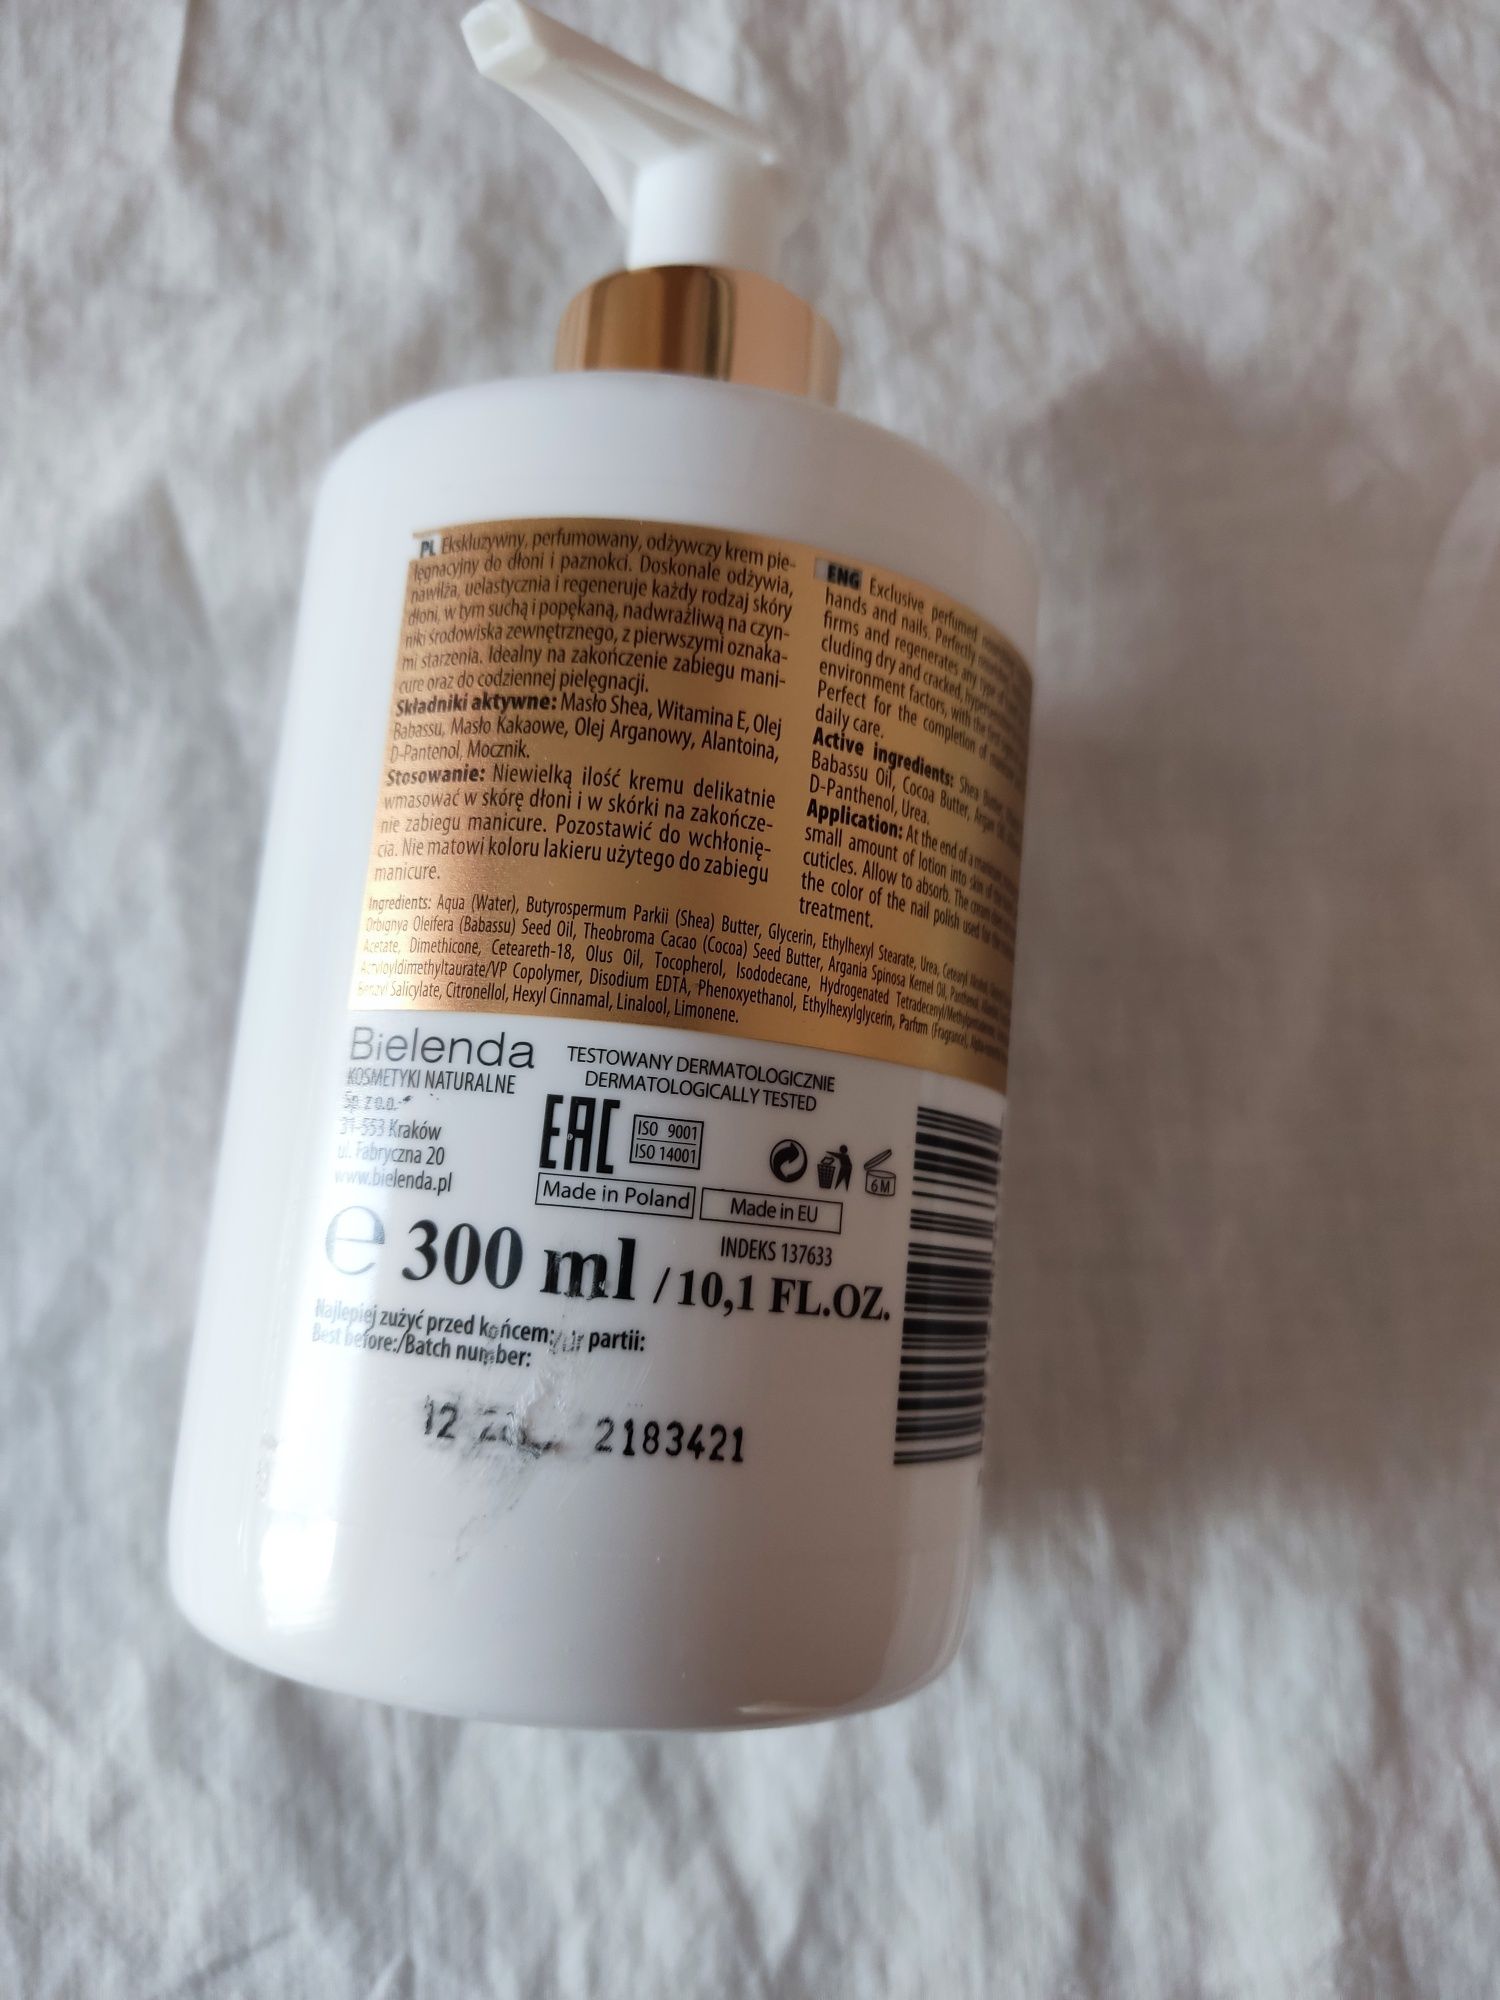 PL Ekskluzywny, perfumowany, odżywczy krem pie-
lęgnacyjny do dłoni i paznokci. Doskonale odżywia,
nawilża, uelastycznia i regeneruje każdy rodzaj skóry
dłoni, w tym suchą i popękaną, nadwrażliwą na czyn-
niki środowiska zewnętrznego, z pierwszymi oznaka-
mi starzenia. Idealny na zakończenie zabiegu mani-
cure oraz do codziennej pielęgnacji.
Składniki aktywne: Masło Shea, Witamina E, Olej
Babassu, Masło Kakaowe, Olej Arganowy, Alantoina,
D-Pantenol, Mocznik.
Stosowanie: Niewielką ilość kremu delikatnie
wmasować w skórę dłoni i w skórki na zakończe-
nie zabiegu manicure. Pozostawić do wchłonię-
cia. Nie matowi koloru lakieru użytego do zabiegu
manicure.
ENG Exclusive perfumed
hands and nails. Perfectly
firms and regenerates any type of
cluding dry and cracked,
environment factors, with the first
Perfect for the completion of
daily care.
Active ingredients: Shea
Babassu Oil, Cocoa Butter, Argan
D-Panthenol, Urea.
Application: At the end of a
small amount of lotion into skin of the
cuticles. Allow to absorb. The cream
the color of the nail polish used for the
treatment.
Ingredients: Aqua (Water), Butyrospermum Parkii (Shea) Butter, Glycerin, Ethylhexyl Stearate, Urea, Cetearyl
Orbignya Oleifera (Babassu) Seed Oil, Theobroma Cacao (Cocoa) Seed Butter, Argania Spinosa Kernel Oil, Panthenol,
Acetate, Dimethicone, Ceteareth-18, Olus Oil, Tocopherol, Isododecane, Hydrogenated
Acryloyldimethyltaurate/VP Copolymer, Disodium EDTA, Phenoxyethanol, Ethylhexylglycerin, Parfum (Fragrance),
Benzyl Salicylate, Citronellol, Hexyl Cinnamal, Linalool, Limonene.
Bielenda
KOSMETYKI NATURALNE
Sp. z o.o.
31-553 Kraków
ul. Fabryczna 20
www.bielenda.pl
TESTOWANY DERMATOLOGICZNIE
DERMATOLOGICALLY TESTED
EAC
ISO 9001
ISO 14001
6M
Made in Poland
Made in EU
INDEKS 137633
e 300 ml / 10,1 FL.OZ.
Najlepiej zużyć przed końcem:/nr partii:
Best before:/Batch number:
12 2183421